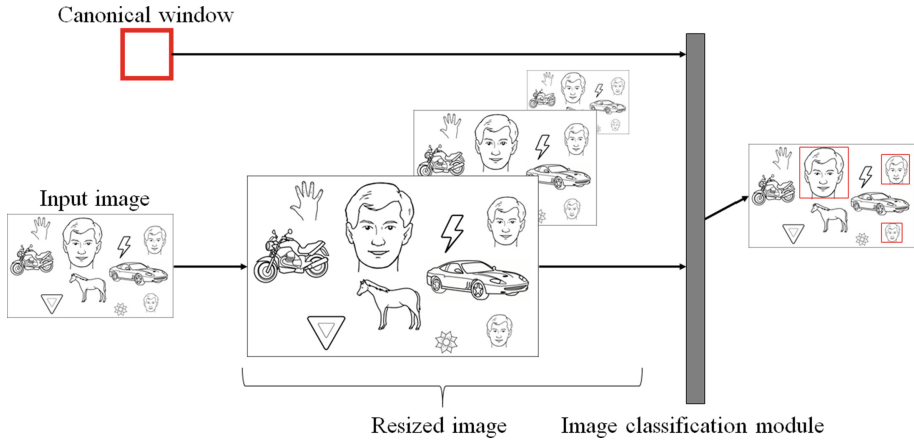 Canonical window
Input image
Resized image
Image classification module